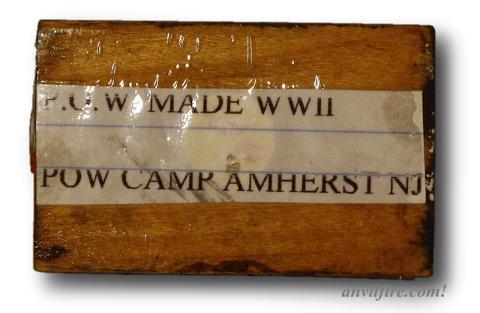 P.O.W. MADE WWII
POW CAMP AMHERST NJ
anvilfire.com!